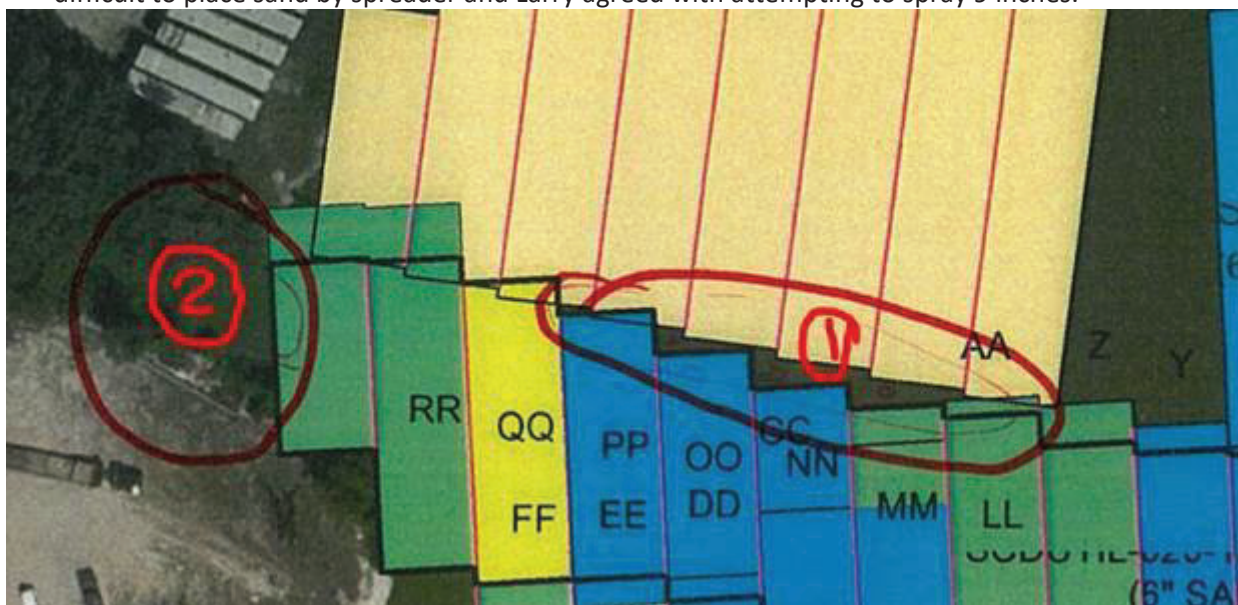 difficult to place sand by spreader and Larry agreed with attempting to spray 3 inches.
2
1
AA Z Y
RR QQ PP OO CC NN
FF EE DD MM LL
(6" SA